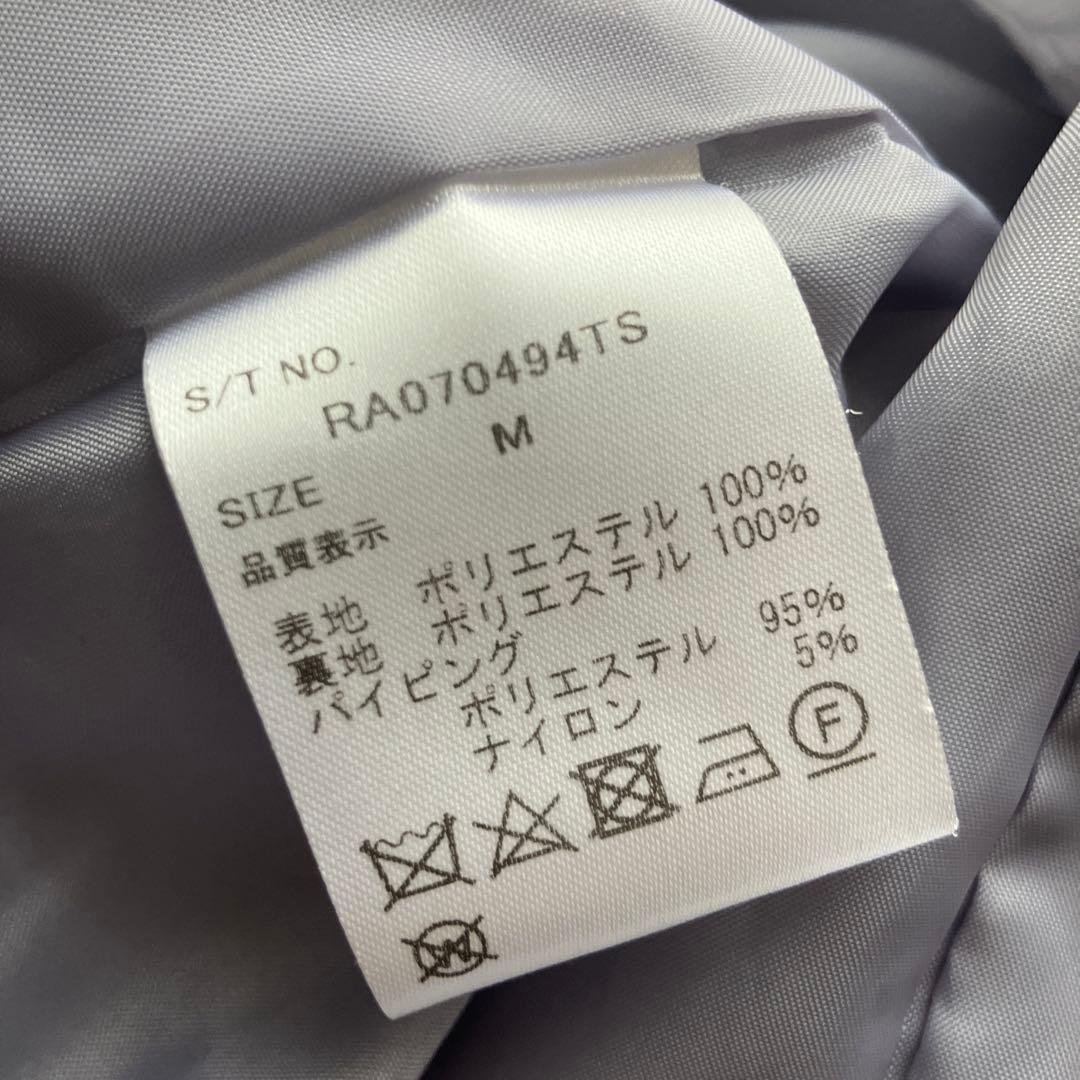 S/T NO.
RA070494TS
M
SIZE
品質表示
表地 ポリエステル 100%
裏地 ポリエステル 100%
パイピング
ポリエステル 95%
ナイロン 5%
F
W